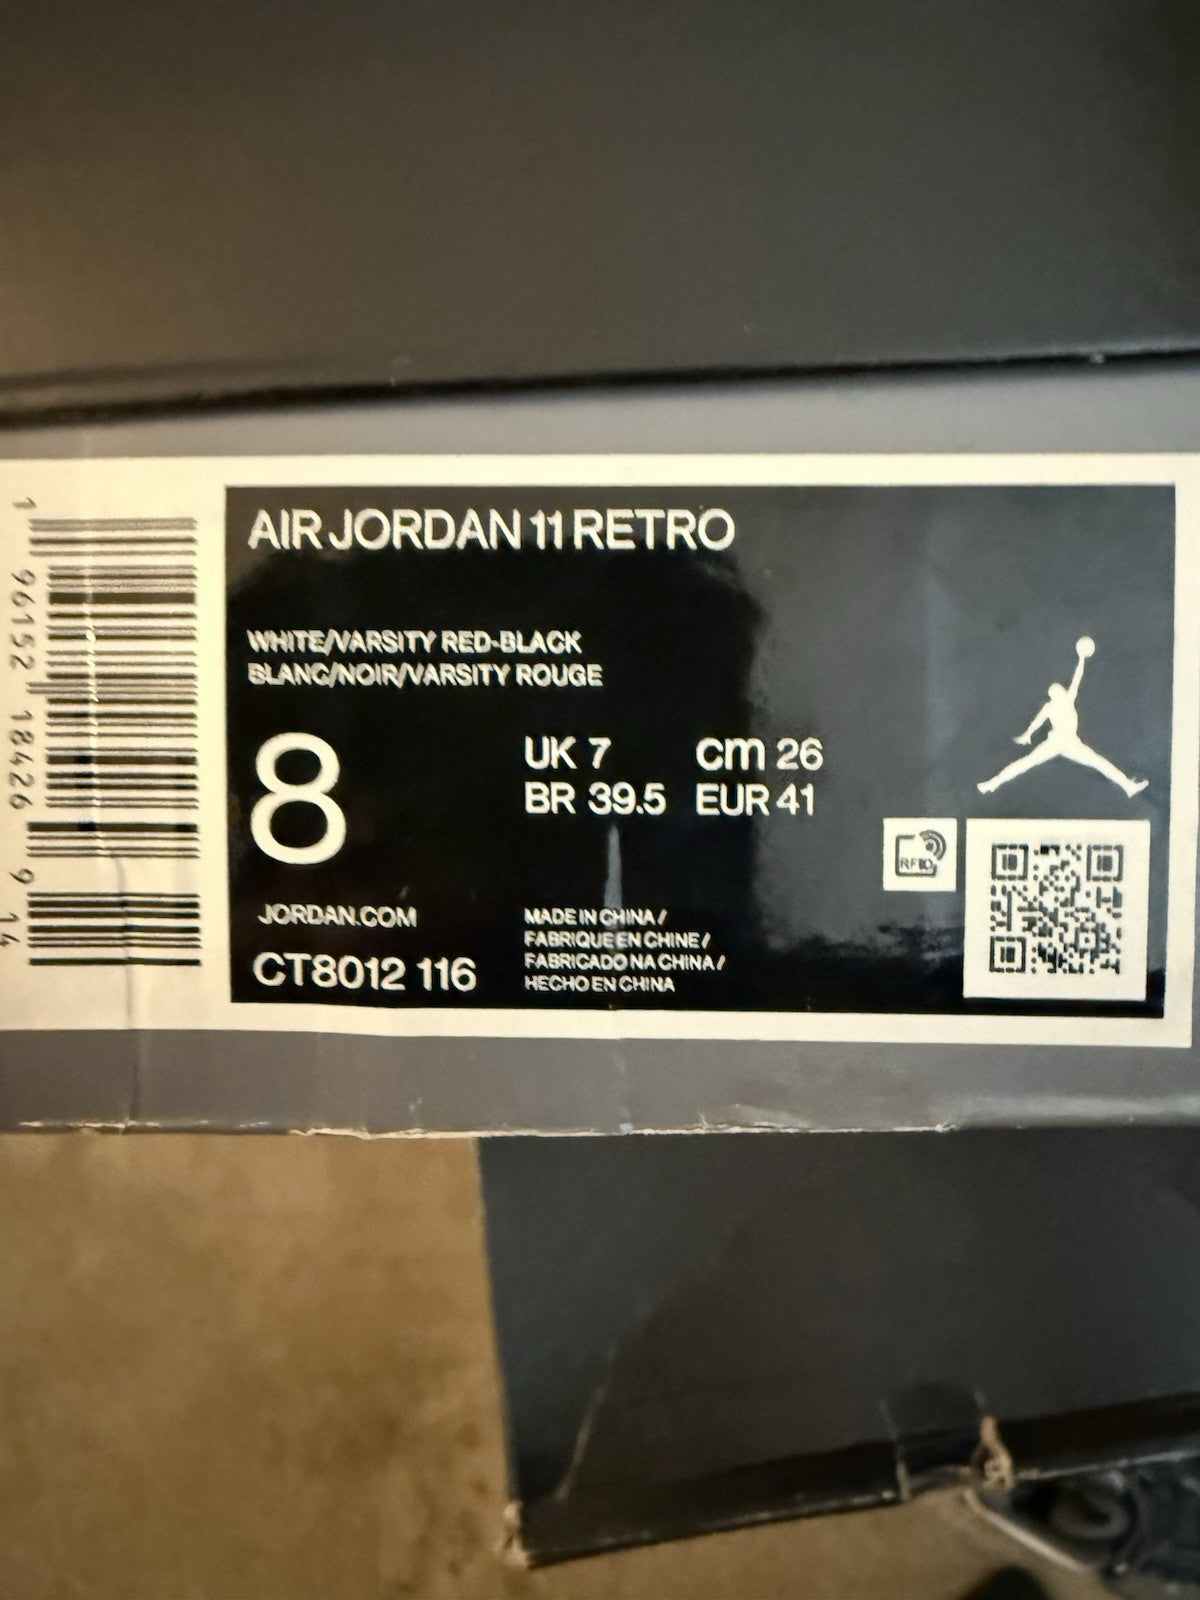 AIR JORDAN 11 RETRO
WHITE/VARSITY RED-BLACK
BLANC/NOIR/VARSITY ROUGE
8
UK 7
cm 26
BR 39.5
EUR 41
RFID
JORDAN.COM
CT8012 116
MADE IN CHINA /
FABRIQUE EN CHINE /
FABRICADO NA CHINA /
HECHO EN CHINA
1 96152 18426 9 14